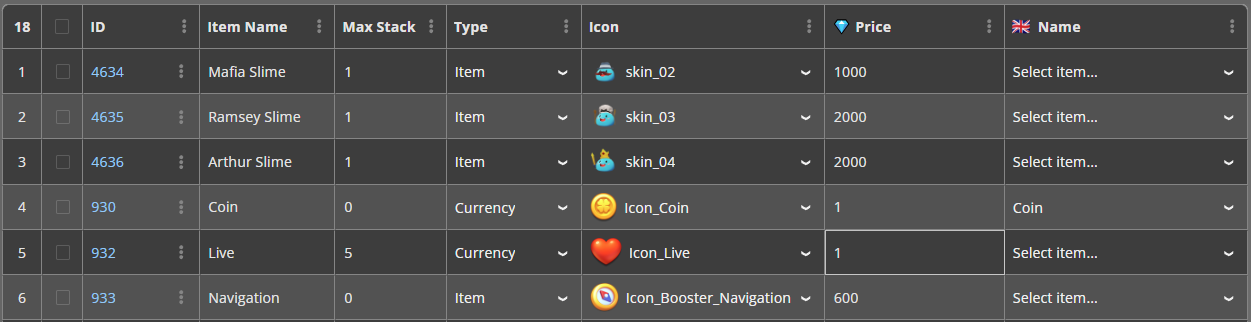 18 ID Item Name Max Stack Type Icon Price Name
1 4634 Mafia Slime 1 Item skin_02 1000 Select item...
2 4635 Ramsey Slime 1 Item skin_03 2000 Select item...
3 4636 Arthur Slime 1 Item skin_04 2000 Select item...
4 930 Coin 0 Currency Icon_Coin 1 Coin
5 932 Live 5 Currency Icon_Live 1 Select item...
6 933 Navigation 0 Item Icon_Booster_Navigation 600 Select item...